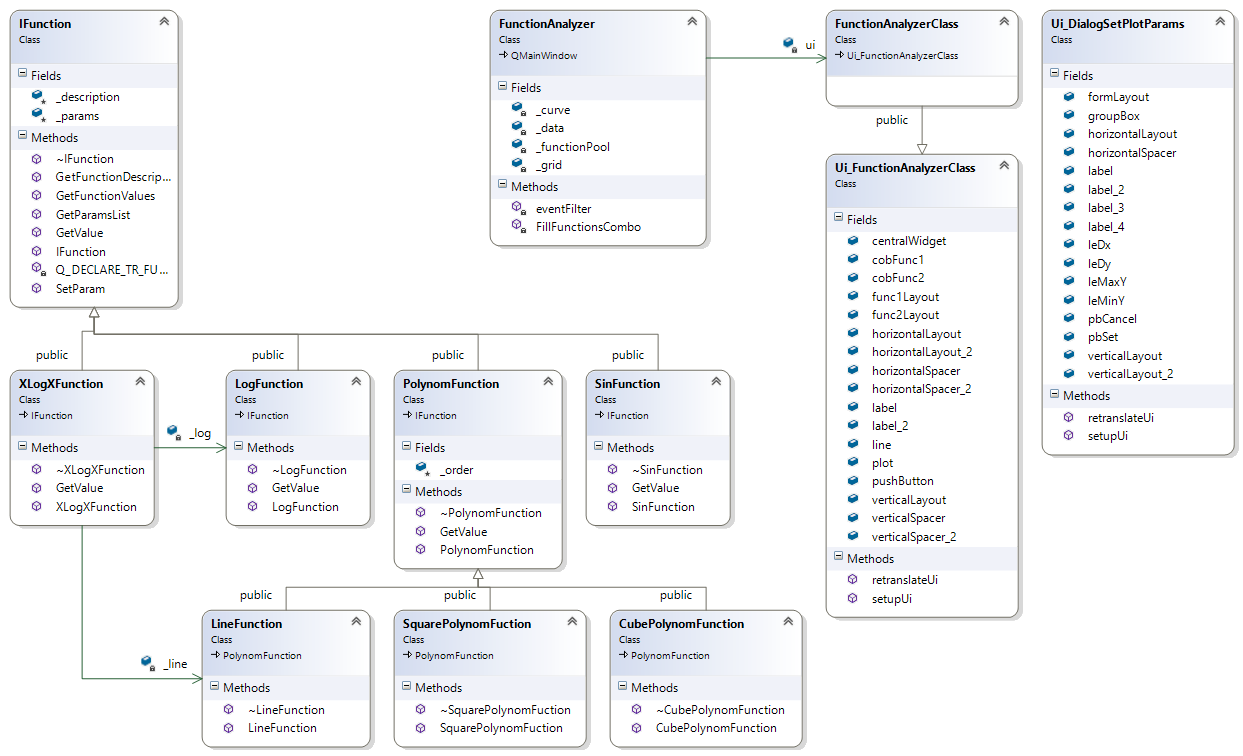 IFunction
Class
Fields
_description
_params
Methods
~IFunction
GetFunctionDescrip...
GetFunctionValues
GetParamsList
GetValue
IFunction
Q_DECLARE_TR_FU...
SetParam
FunctionAnalyzer
Class
QMainWindow
Fields
_curve
_data
_functionPool
_grid
Methods
eventFilter
FillFunctionsCombo
ui
FunctionAnalyzerClass
Class
Ui_FunctionAnalyzerClass
public
Ui_FunctionAnalyzerClass
Class
Fields
centralWidget
cobFunc1
cobFunc2
func1Layout
func2Layout
horizontalLayout
horizontalLayout_2
horizontalSpacer
horizontalSpacer_2
label
label_2
line
plot
pushButton
verticalLayout
verticalSpacer
verticalSpacer_2
Methods
retranslateUi
setupUi
Ui_DialogSetPlotParams
Class
Fields
formLayout
groupBox
horizontalLayout
horizontalSpacer
label
label_2
label_3
label_4
leDx
leDy
leMaxY
leMinY
pbCancel
pbSet
verticalLayout
verticalLayout_2
Methods
retranslateUi
setupUi
public
public
public
public
XLogXFunction
Class
IFunction
Methods
~XLogXFunction
GetValue
XLogXFunction
_log
LogFunction
Class
IFunction
Methods
~LogFunction
GetValue
LogFunction
PolynomFunction
Class
IFunction
Fields
_order
Methods
~PolynomFunction
GetValue
PolynomFunction
SinFunction
Class
IFunction
Methods
~SinFunction
GetValue
SinFunction
public
public
public
_line
LineFunction
Class
PolynomFunction
Methods
~LineFunction
LineFunction
SquarePolynomFuction
Class
PolynomFunction
Methods
~SquarePolynomFuction
SquarePolynomFuction
CubePolynomFunction
Class
PolynomFunction
Methods
~CubePolynomFunction
CubePolynomFunction